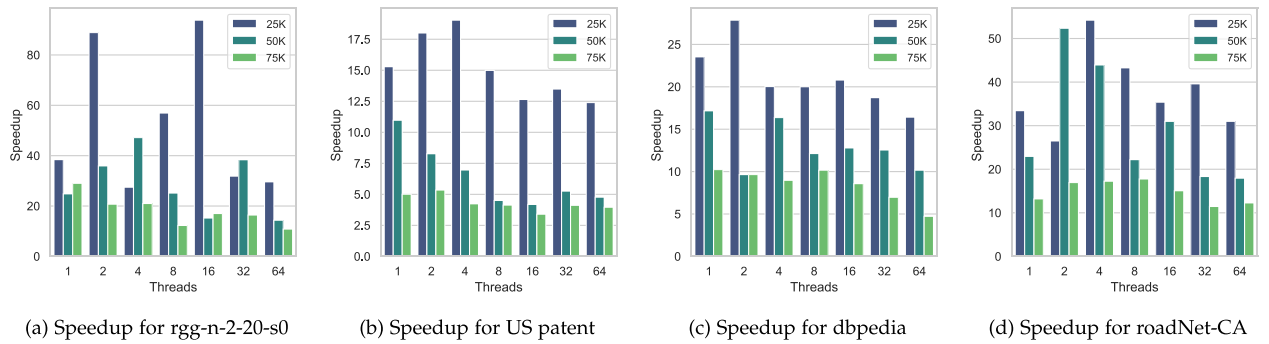 80
60
40
20
0
Speedup
25K
50K
75K
1 2 4 8 16 32 64
Threads
(a) Speedup for rgg-n-2-20-s0
17.5
15.0
12.5
10.0
7.5
5.0
2.5
0.0
Speedup
25K
50K
75K
1 2 4 8 16 32 64
Threads
(b) Speedup for US patent
25
20
15
10
5
0
Speedup
25K
50K
75K
1 2 4 8 16 32 64
Threads
(c) Speedup for dbpedia
50
40
30
20
10
0
Speedup
25K
50K
75K
1 2 4 8 16 32 64
Threads
(d) Speedup for roadNet-CA